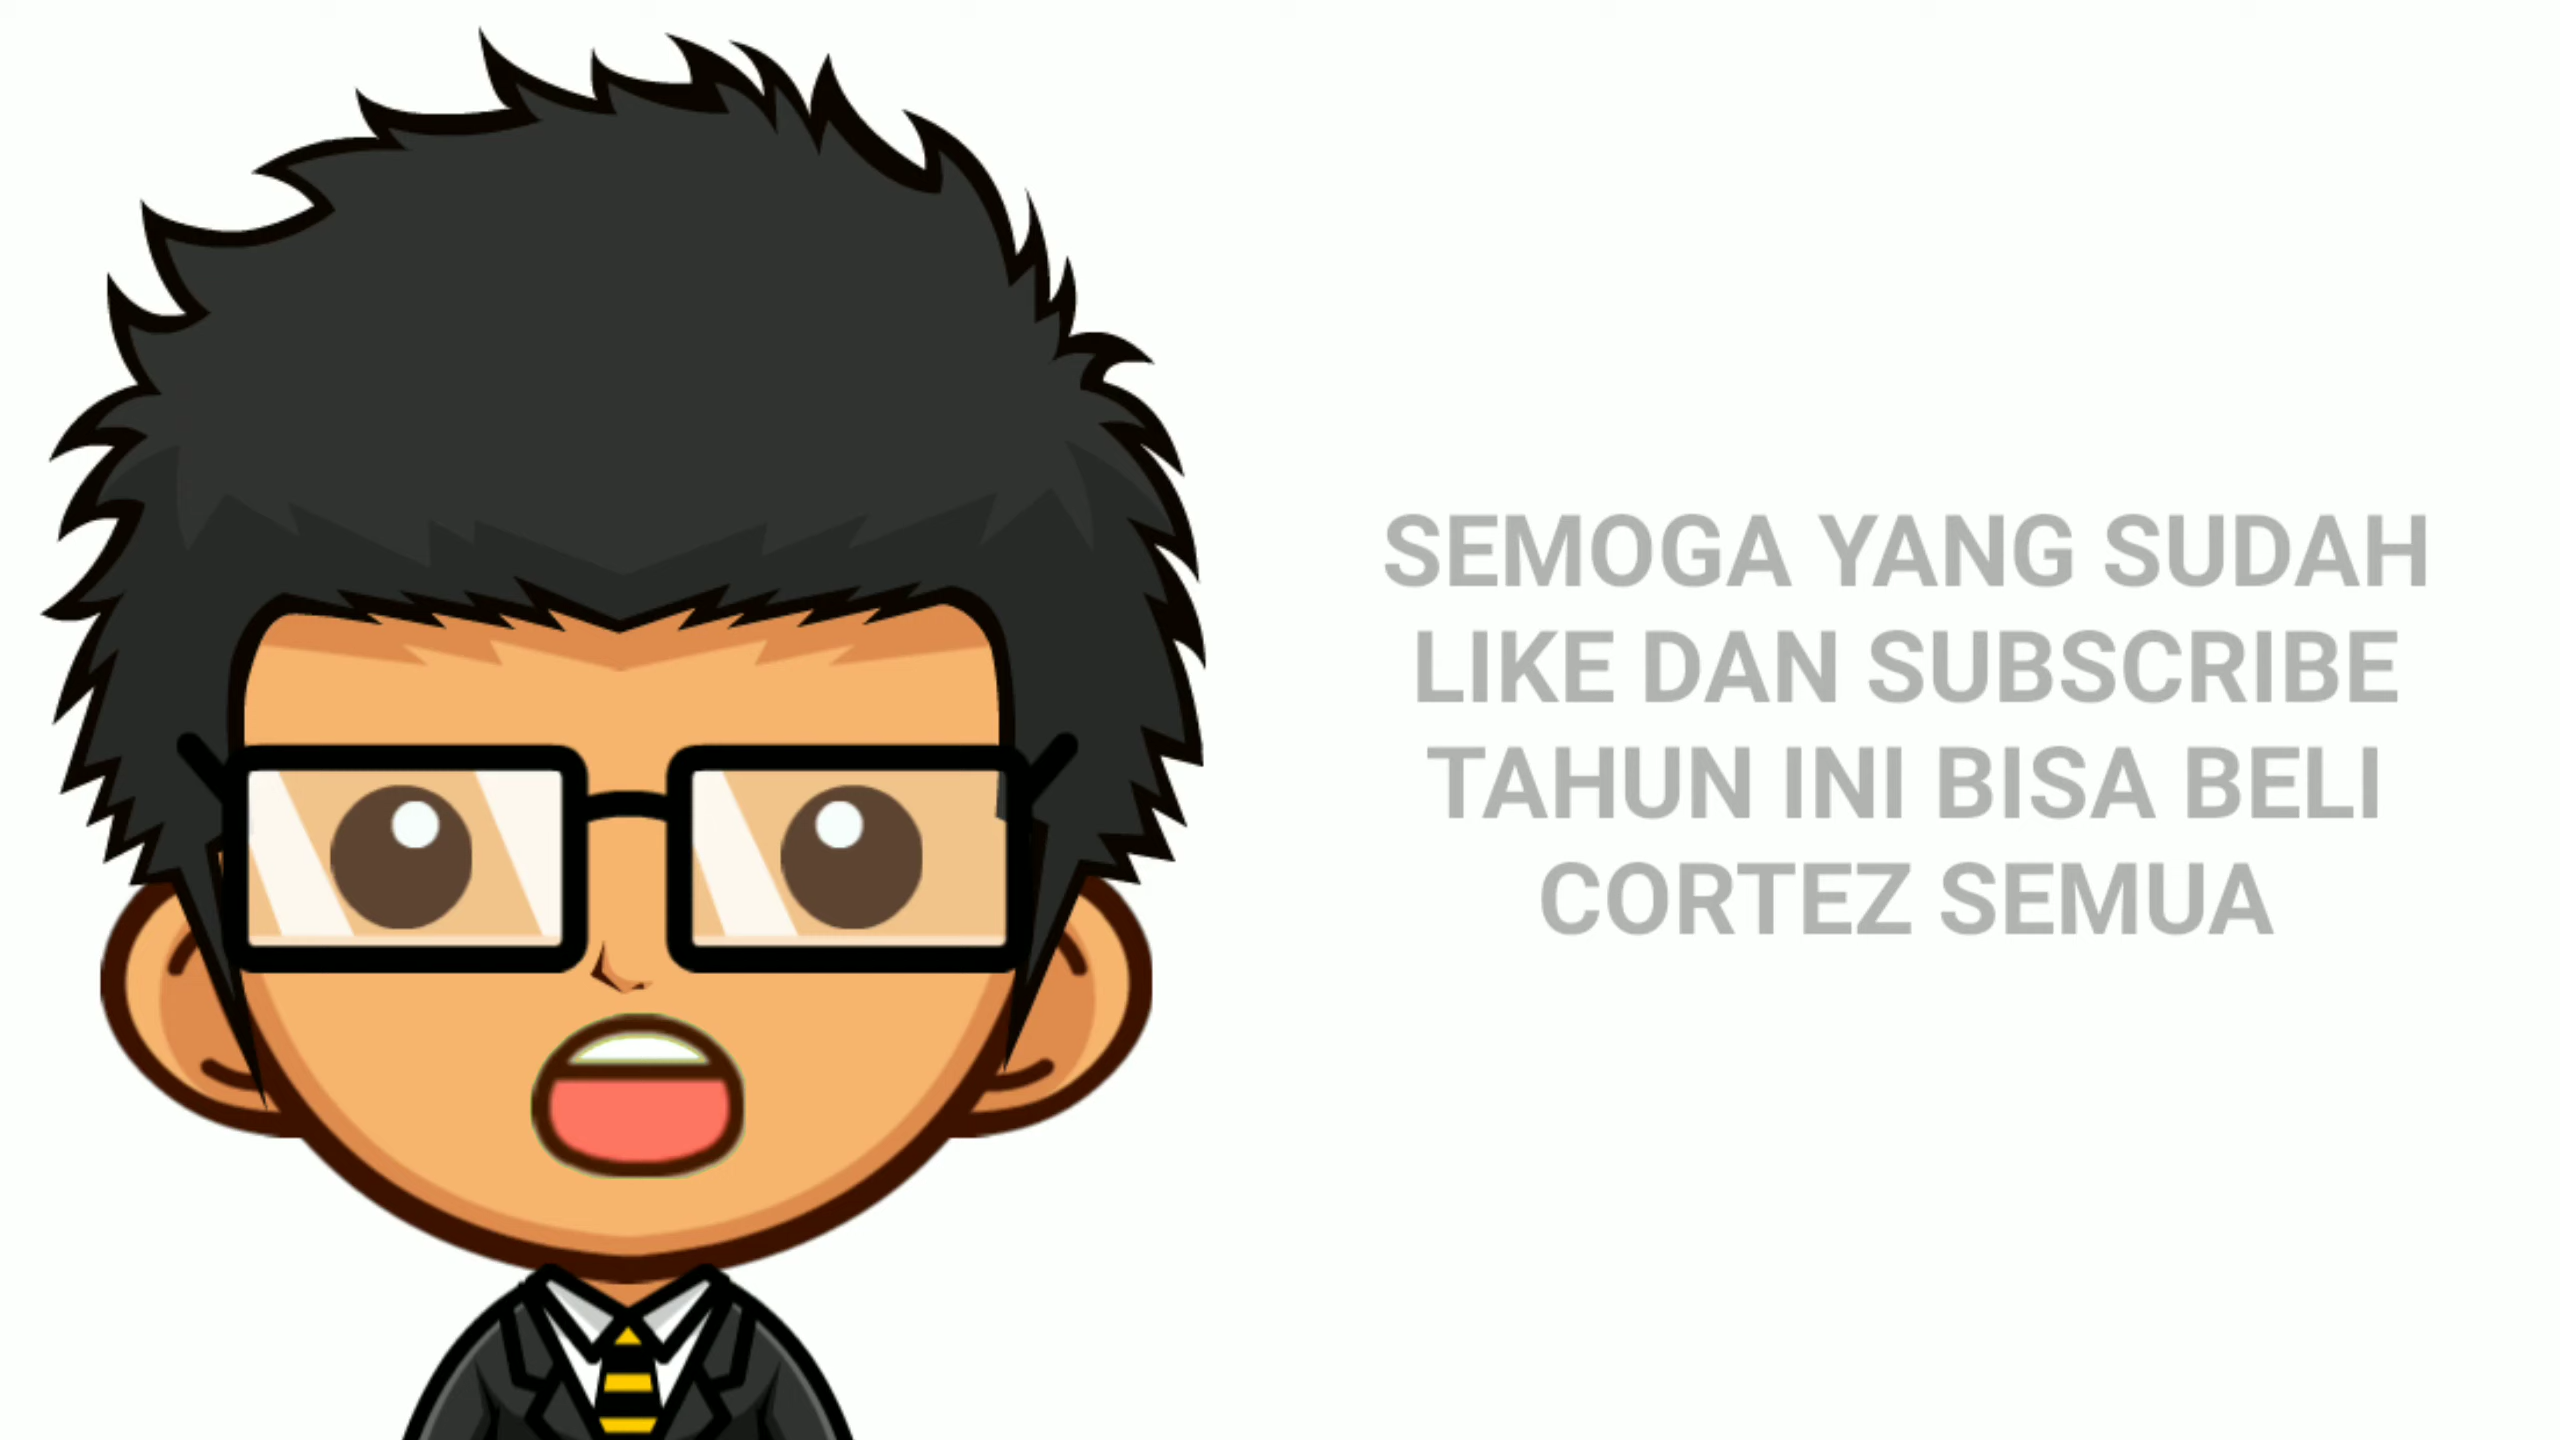 SEMOGA YANG SUDAH
LIKE DAN SUBSCRIBE
TAHUN INI BISA BELI
CORTEZ SEMUA